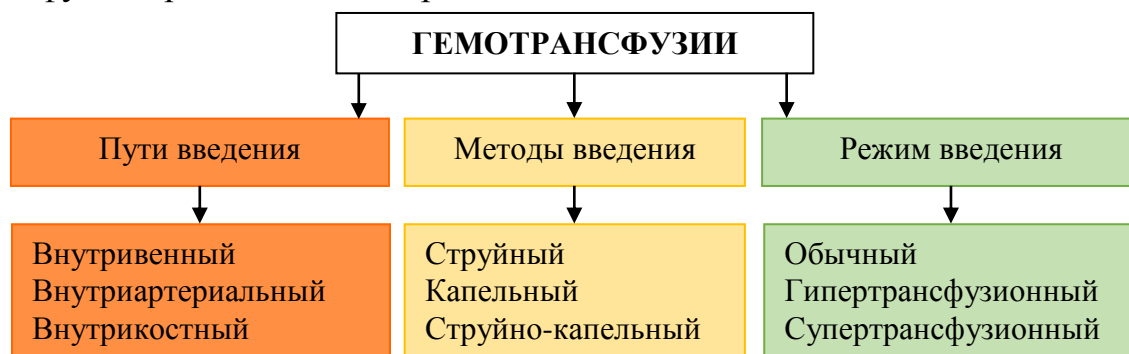 ГЕМОТРАНСФУЗИИ
Пути введения
Методы введения
Режим введения
Внутривенный
Внутриартериальный
Внутрикостный
Струйный
Капельный
Струйно-капельный
Обычный
Гипертрансфузионный
Супертрансфузионный